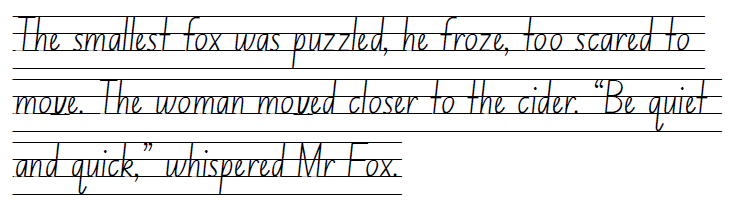 The smallest fox was puzzled, he froze, too scared to
move. The woman moved closer to the cider. “Be quiet
and quick,” whispered Mr Fox.